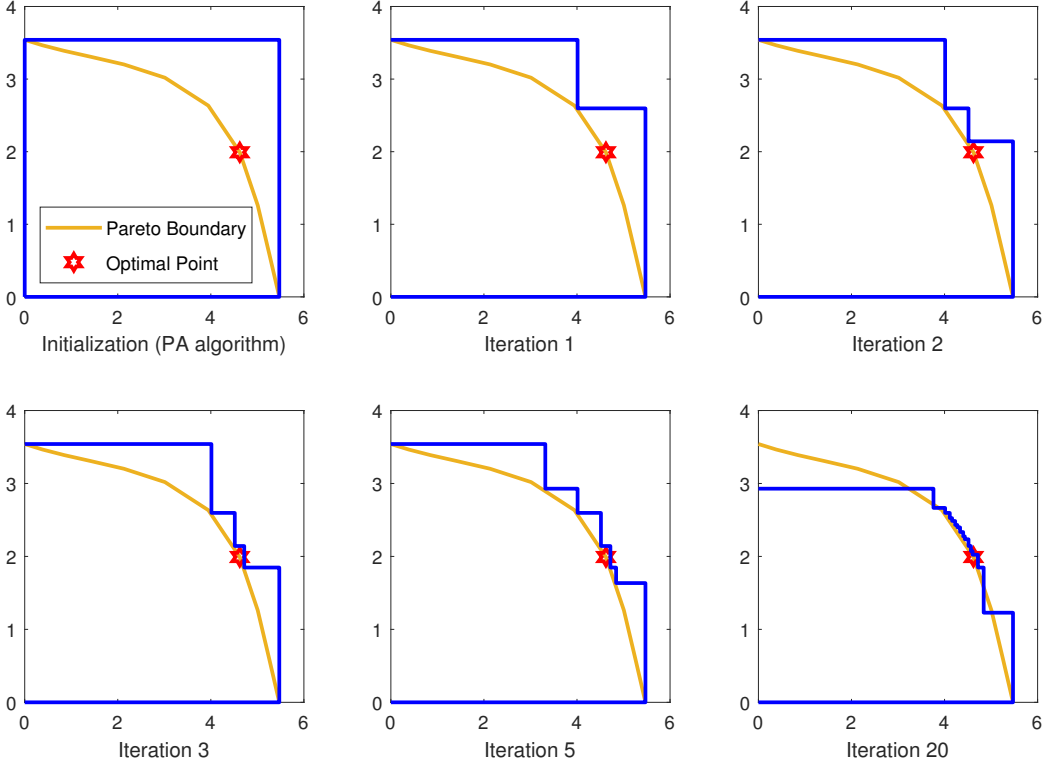 4
3
2
1
0
Pareto Boundary
Optimal Point
0 2 4 6
Initialization (PA algorithm)
4
3
2
1
0
0 2 4 6
Iteration 1
4
3
2
1
0
0 2 4 6
Iteration 2
4
3
2
1
0
0 2 4 6
Iteration 3
4
3
2
1
0
0 2 4 6
Iteration 5
4
3
2
1
0
0 2 4 6
Iteration 20